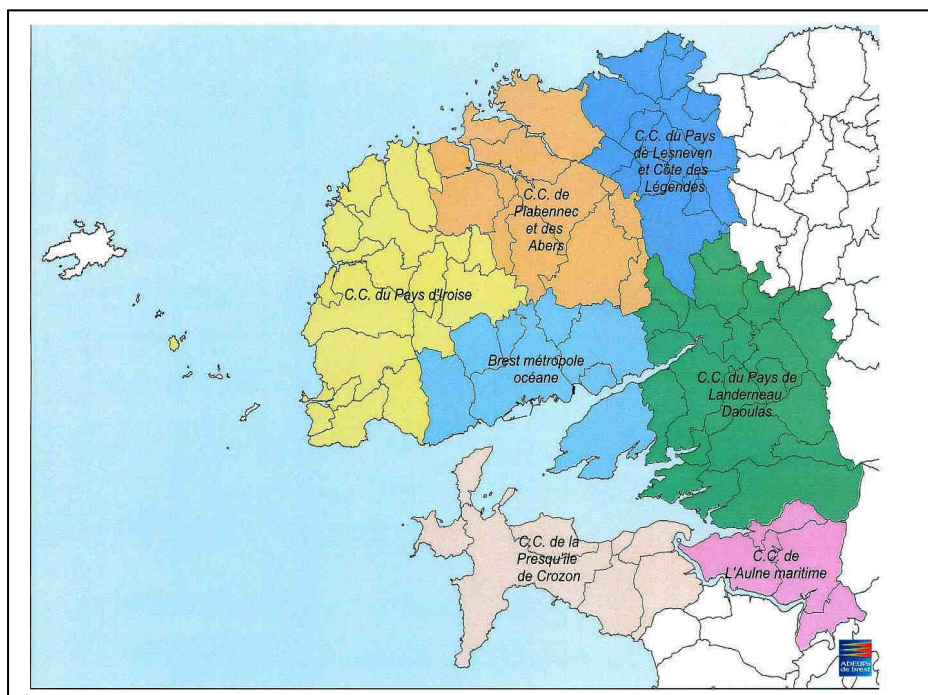 C.C. du Pays
de Lesneven
et Côte des
Légendes
C.C. de
Plabennec
et des
Abers
C.C. du Pays d'Iroise
Brest métropole
océane
C.C. du Pays de
Landerneau
Daoulas
C.C. de la
Presqu'île
de Crozon
C.C. de
L'Aulne maritime
ADEUPa
de brest